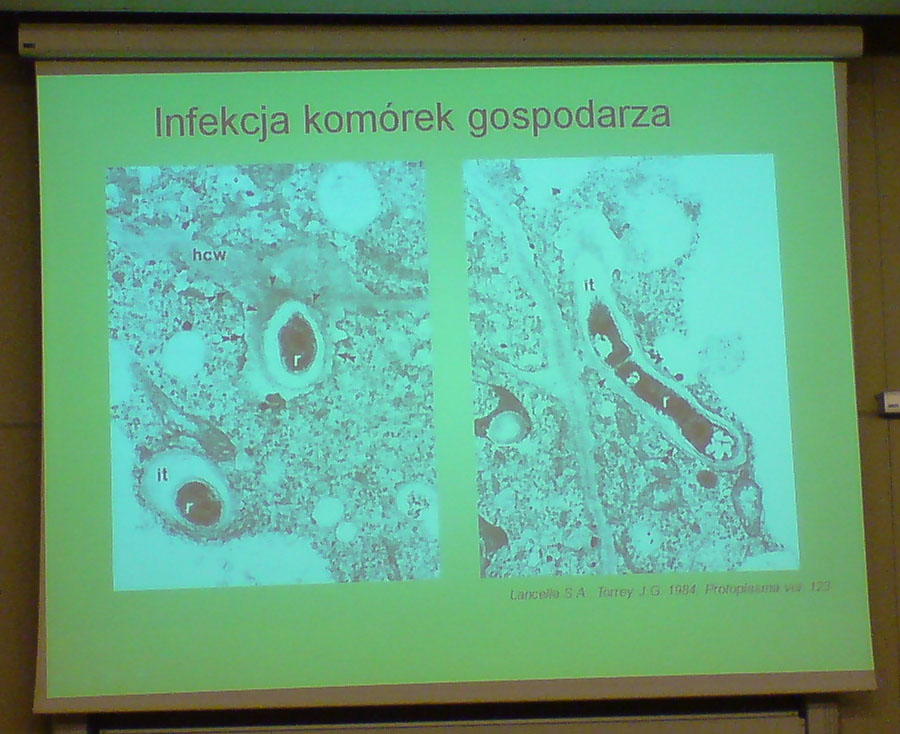 Infekcja komórek gospodarza
hcw
r
it
r
it
r
Lancelle S.A., Torrey J.G. 1984. Protoplasma vol. 123